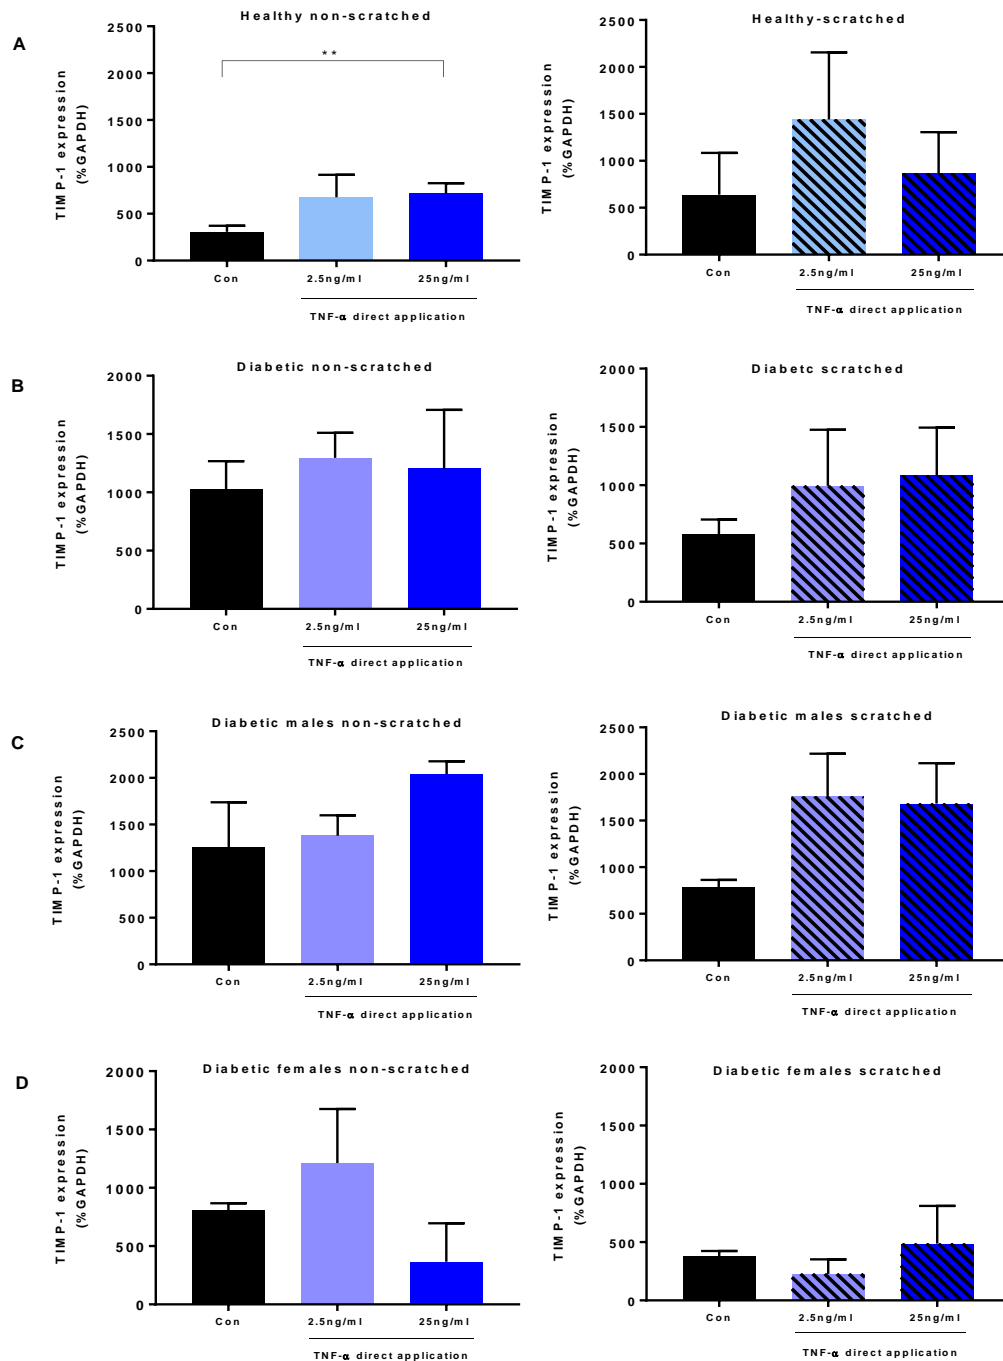 A
Healthy non-scratched
TIMP-1 expression
(%GAPDH)
2500
2000
1500
1000
500
0
**
Con
2.5ng/ml
25ng/ml
TNF-α direct application
Healthy-scratched
TIMP-1 expression
(%GAPDH)
2500
2000
1500
1000
500
0
Con
2.5ng/ml
25ng/ml
TNF-α direct application
B
Diabetic non-scratched
TIMP-1 expression
(%GAPDH)
2000
1500
1000
500
0
Con
2.5ng/ml
25ng/ml
TNF-α direct application
Diabetc scratched
TIMP-1 expression
(%GAPDH)
2000
1500
1000
500
0
Con
2.5ng/ml
25ng/ml
TNF-α direct application
C
Diabetic males non-scratched
TIMP-1 expression
(%GAPDH)
2500
2000
1500
1000
500
0
Con
2.5ng/ml
25ng/ml
TNF-α direct application
Diabetic males scratched
TIMP-1 expression
(%GAPDH)
2500
2000
1500
1000
500
0
Con
2.5ng/ml
25ng/ml
TNF-α direct application
D
Diabetic females non-scratched
TIMP-1 expression
(%GAPDH)
2000
1500
1000
500
0
Con
2.5ng/ml
25ng/ml
TNF-α direct application
Diabetic females scratched
TIMP-1 expression
(%GAPDH)
2000
1500
1000
500
0
Con
2.5ng/ml
25ng/ml
TNF-α direct application